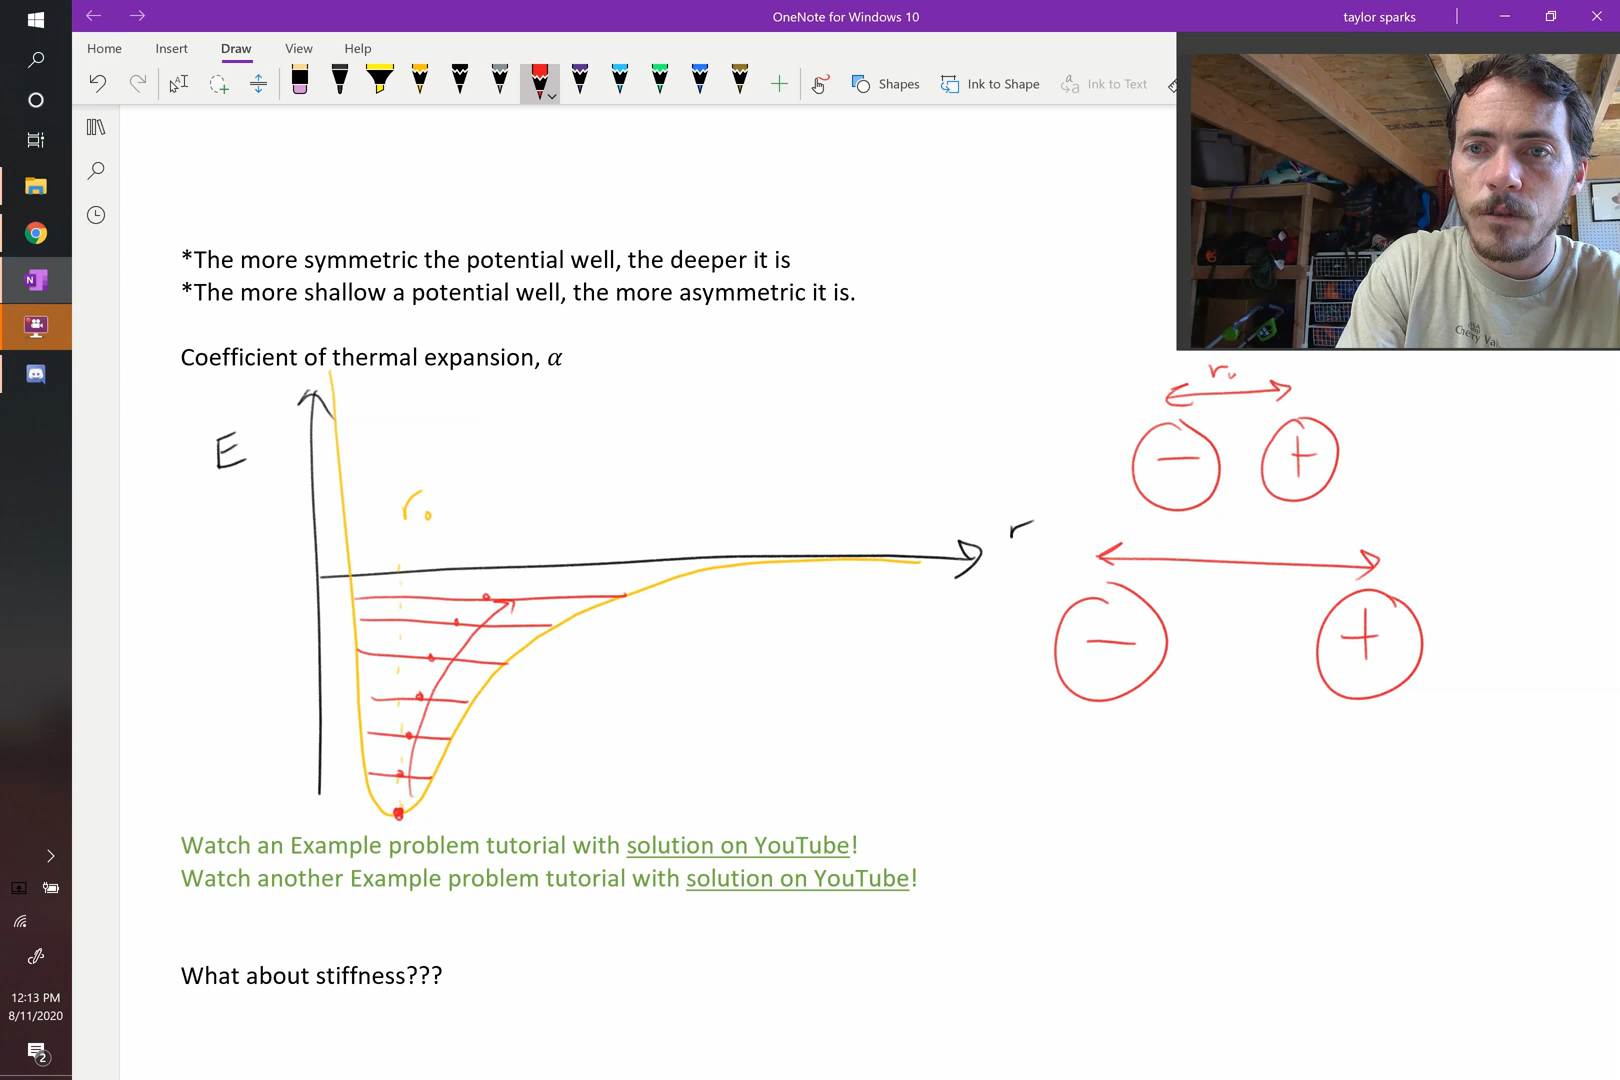 OneNote for Windows 10
taylor sparks
Home Insert Draw View Help
Shapes Ink to Shape Ink to Text
*The more symmetric the potential well, the deeper it is
*The more shallow a potential well, the more asymmetric it is.
Coefficient of thermal expansion, α
E
r₀
r
r₀
− +
− +
Watch an Example problem tutorial with solution on YouTube!
Watch another Example problem tutorial with solution on YouTube!
What about stiffness???
12:13 PM
8/11/2020
2